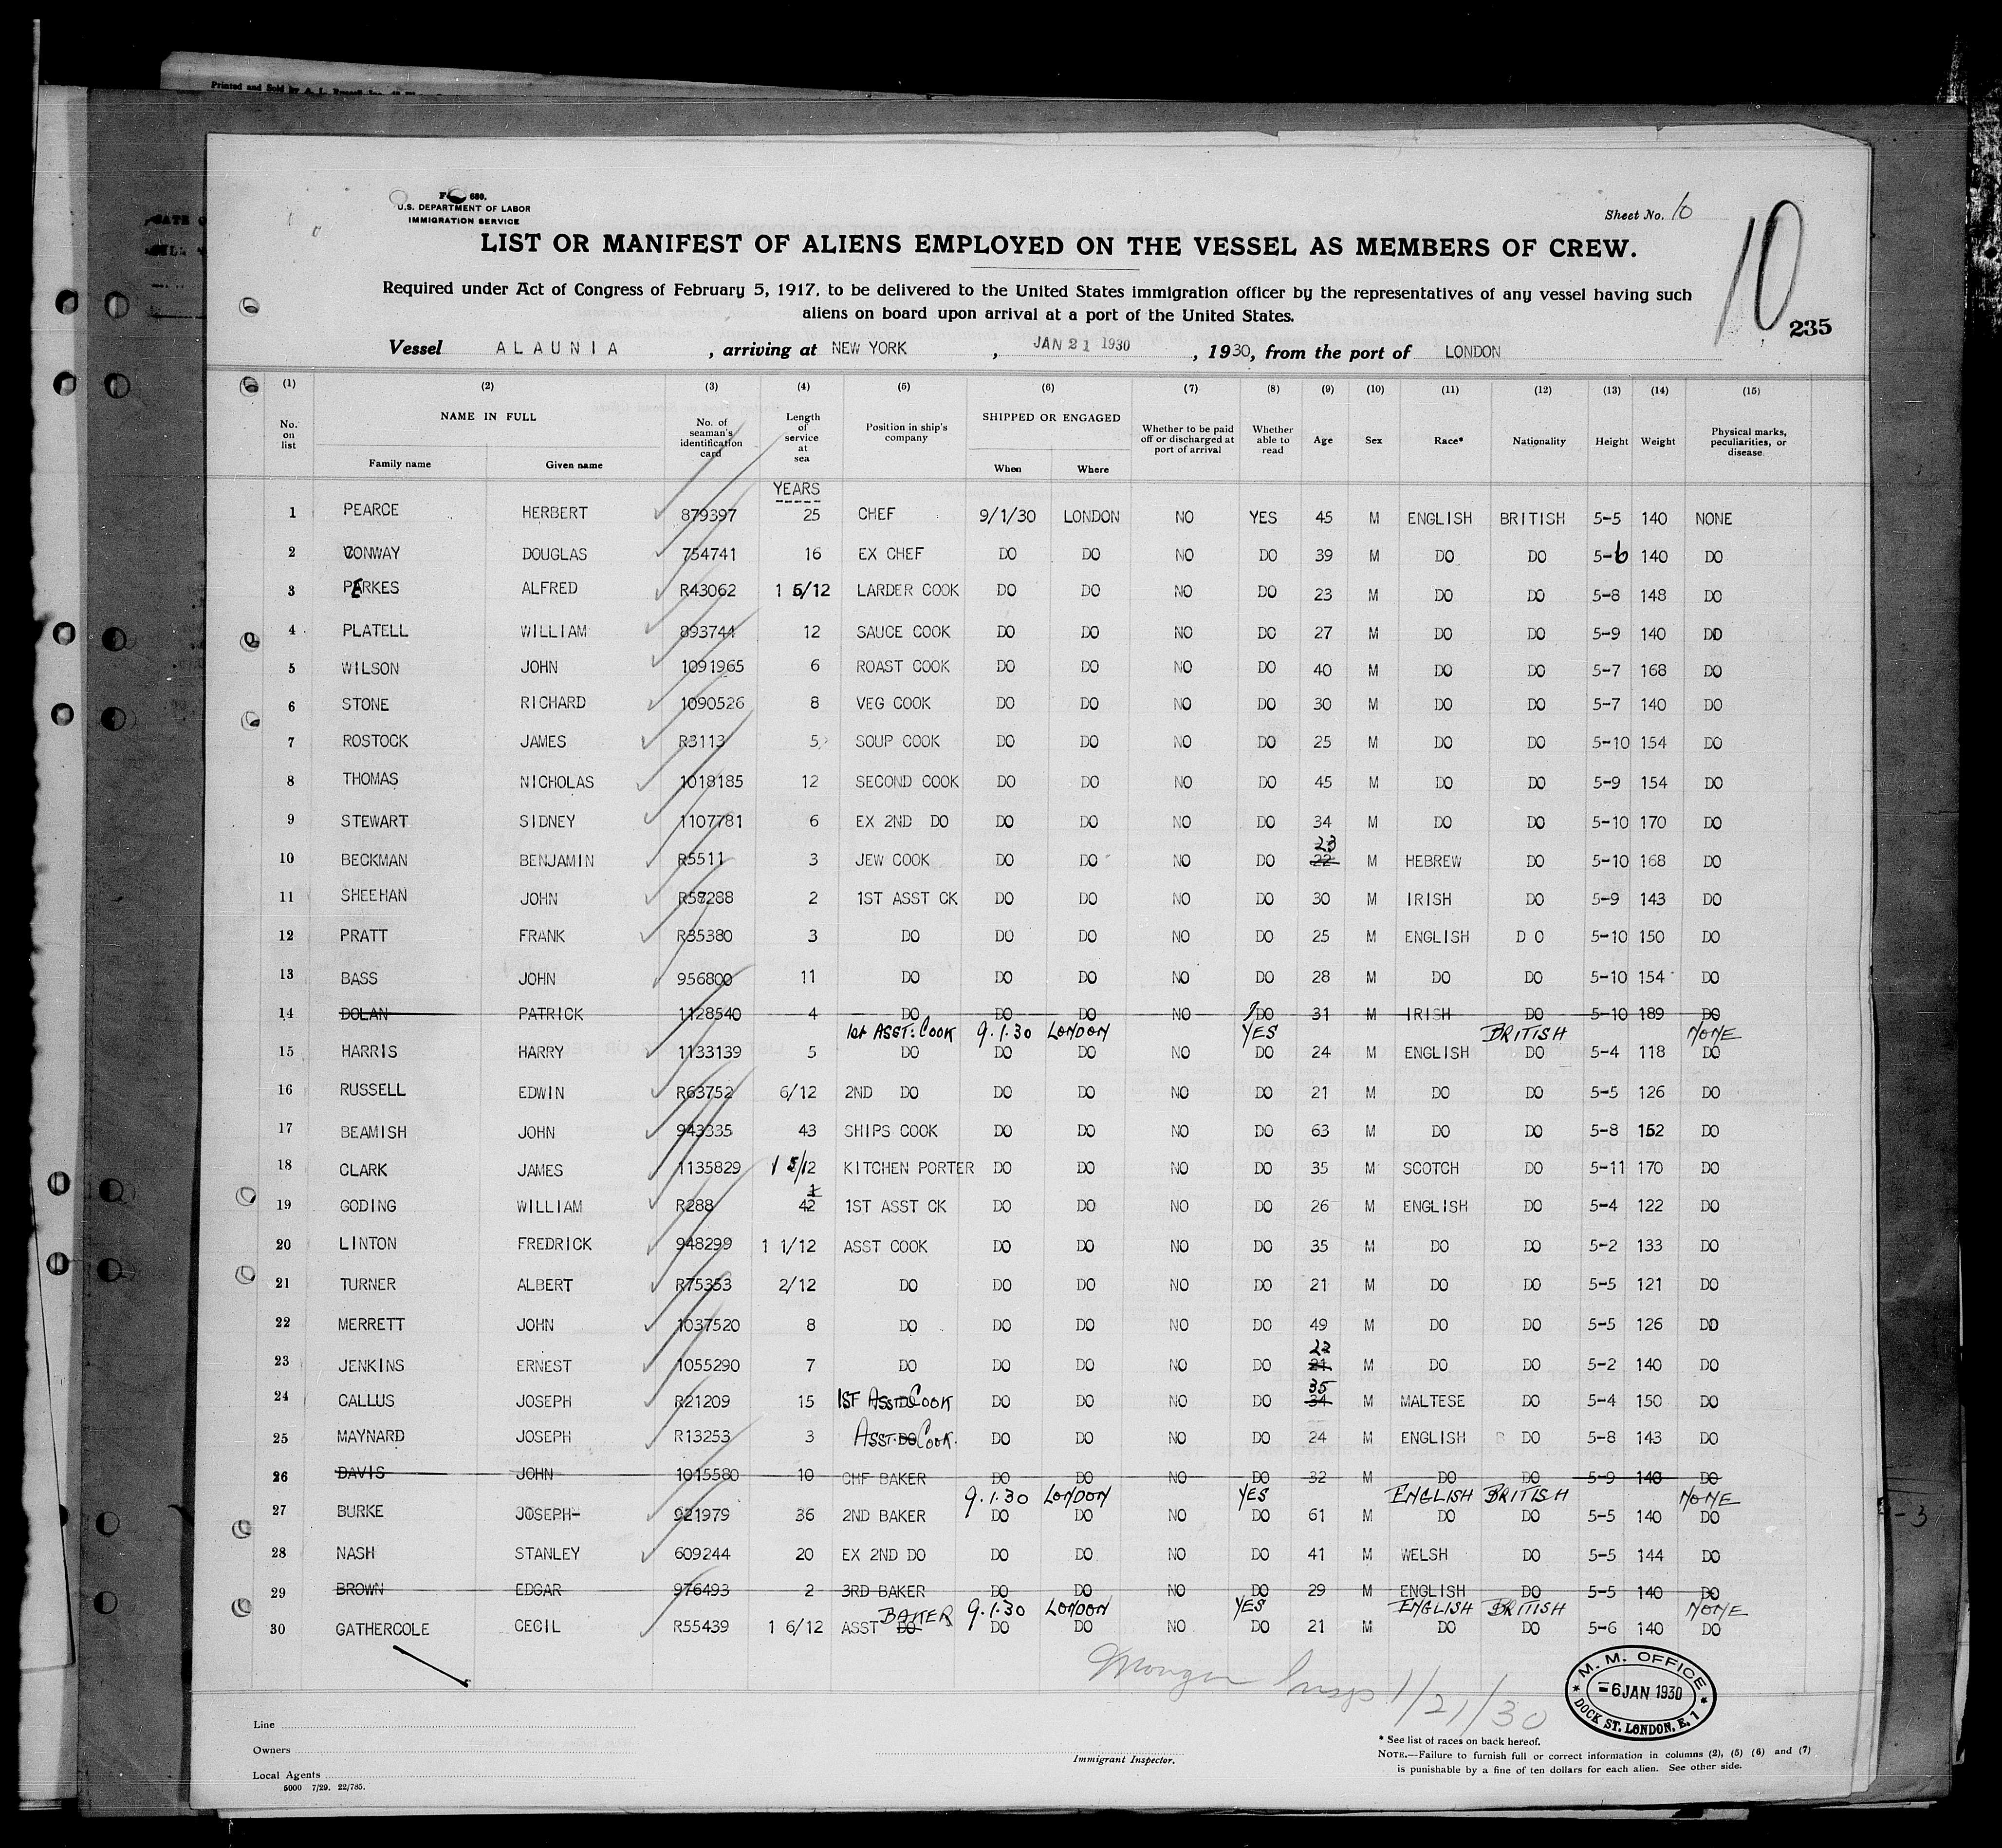 Printed and Sold by A. L. Russell Inc.
F 680.
U.S. DEPARTMENT OF LABOR
IMMIGRATION SERVICE
Sheet No. 10
10
235
LIST OR MANIFEST OF ALIENS EMPLOYED ON THE VESSEL AS MEMBERS OF CREW.
Required under Act of Congress of February 5, 1917, to be delivered to the United States immigration officer by the representatives of any vessel having such
aliens on board upon arrival at a port of the United States.
Vessel ALAUNIA , arriving at NEW YORK , JAN 21 1930 , 1930, from the port of LONDON
(1) (2) (3) (4) (5) (6) (7) (8) (9) (10) (11) (12) (13) (14) (15)
No. on list NAME IN FULL Family name Given name No. of seaman's identification card Length of service at sea Position in ship's company SHIPPED OR ENGAGED When Where Whether to be paid off or discharged at port of arrival Whether able to read Age Sex Race* Nationality Height Weight Physical marks, peculiarities, or disease
YEARS
1 PEARCE HERBERT 879397 25 CHEF 9/1/30 LONDON NO YES 45 M ENGLISH BRITISH 5-5 140 NONE
2 CONWAY DOUGLAS 754741 16 EX CHEF DO DO NO DO 39 M DO DO 5-6 140 DO
3 PERKES ALFRED R43062 1 6/12 LARDER COOK DO DO NO DO 23 M DO DO 5-8 148 DO
4 PLATELL WILLIAM 893744 12 SAUCE COOK DO DO NO DO 27 M DO DO 5-9 140 DO
5 WILSON JOHN 1091965 6 ROAST COOK DO DO NO DO 40 M DO DO 5-7 168 DO
6 STONE RICHARD 1090526 8 VEG COOK DO DO NO DO 30 M DO DO 5-7 140 DO
7 ROSTOCK JAMES R3113 5 SOUP COOK DO DO NO DO 25 M DO DO 5-10 154 DO
8 THOMAS NICHOLAS 1018185 12 SECOND COOK DO DO NO DO 45 M DO DO 5-9 154 DO
9 STEWART SIDNEY 1107781 6 EX 2ND DO DO DO NO DO 34 M DO DO 5-10 170 DO
23
10 BECKMAN BENJAMIN R5511 3 JEW COOK DO DO NO DO 22 M HEBREW DO 5-10 168 DO
11 SHEEHAN JOHN R58288 2 1ST ASST CK DO DO NO DO 30 M IRISH DO 5-9 143 DO
12 PRATT FRANK R35380 3 DO DO DO NO DO 25 M ENGLISH D O 5-10 150 DO
13 BASS JOHN 956800 11 DO DO DO NO DO 28 M DO DO 5-10 154 DO
14 DOLAN PATRICK 1128540 4 DO DO DO NO DO 31 M IRISH DO 5-10 189 DO
1st ASST. COOK 9.1.30 LONDON YES BRITISH NONE
15 HARRIS HARRY 1133139 5 DO DO DO NO DO 24 M ENGLISH DO 5-4 118 DO
16 RUSSELL EDWIN R63752 6/12 2ND DO DO DO NO DO 21 M DO DO 5-5 126 DO
17 BEAMISH JOHN 943335 43 SHIPS COOK DO DO NO DO 63 M DO DO 5-8 152 DO
18 CLARK JAMES 1135829 1 5/12 KITCHEN PORTER DO DO NO DO 35 M SCOTCH DO 5-11 170 DO
1
19 GODING WILLIAM R288 42 1ST ASST CK DO DO NO DO 26 M ENGLISH DO 5-4 122 DO
20 LINTON FREDRICK 948299 1 1/12 ASST COOK DO DO NO DO 35 M DO DO 5-2 133 DO
21 TURNER ALBERT R75353 2/12 DO DO DO NO DO 21 M DO DO 5-5 121 DO
22 MERRETT JOHN 1037520 8 DO DO DO NO DO 49 M DO DO 5-5 126 DO
22
23 JENKINS ERNEST 1055290 7 DO DO DO NO DO 21 M DO DO 5-2 140 DO
35
24 CALLUS JOSEPH R21209 15 1ST ASST DO COOK DO DO NO DO 34 M MALTESE DO 5-4 150 DO
25 MAYNARD JOSEPH R13253 3 ASST. DO COOK. DO DO NO DO 24 M ENGLISH DO 5-8 143 DO
26 DAVIS JOHN 1015580 10 CHF BAKER DO DO NO DO 32 M DO DO 5-9 140 DO
9.1.30 LONDON YES ENGLISH BRITISH NONE
27 BURKE JOSEPH 921979 36 2ND BAKER DO DO NO DO 61 M DO DO 5-5 140 DO
28 NASH STANLEY 609244 20 EX 2ND DO DO DO NO DO 41 M WELSH DO 5-5 144 DO
29 BROWN EDGAR 976493 2 3RD BAKER DO DO NO DO 29 M ENGLISH DO 5-5 140 DO
BAKER 9.1.30 LONDON YES ENGLISH BRITISH NONE
30 GATHERCOLE CECIL R55439 1 6/12 ASST DO DO DO NO DO 21 M DO DO 5-6 140 DO
Insp 1/21/30
M. M. OFFICE
6 JAN 1930
DOCK ST. LONDON, E. 1
Line
Owners
Local Agents
5000 7/29. 22/785.
Immigrant Inspector.
* See list of races on back hereof.
NOTE.—Failure to furnish full or correct information in columns (2), (5) (6) and (7)
is punishable by a fine of ten dollars for each alien. See other side.